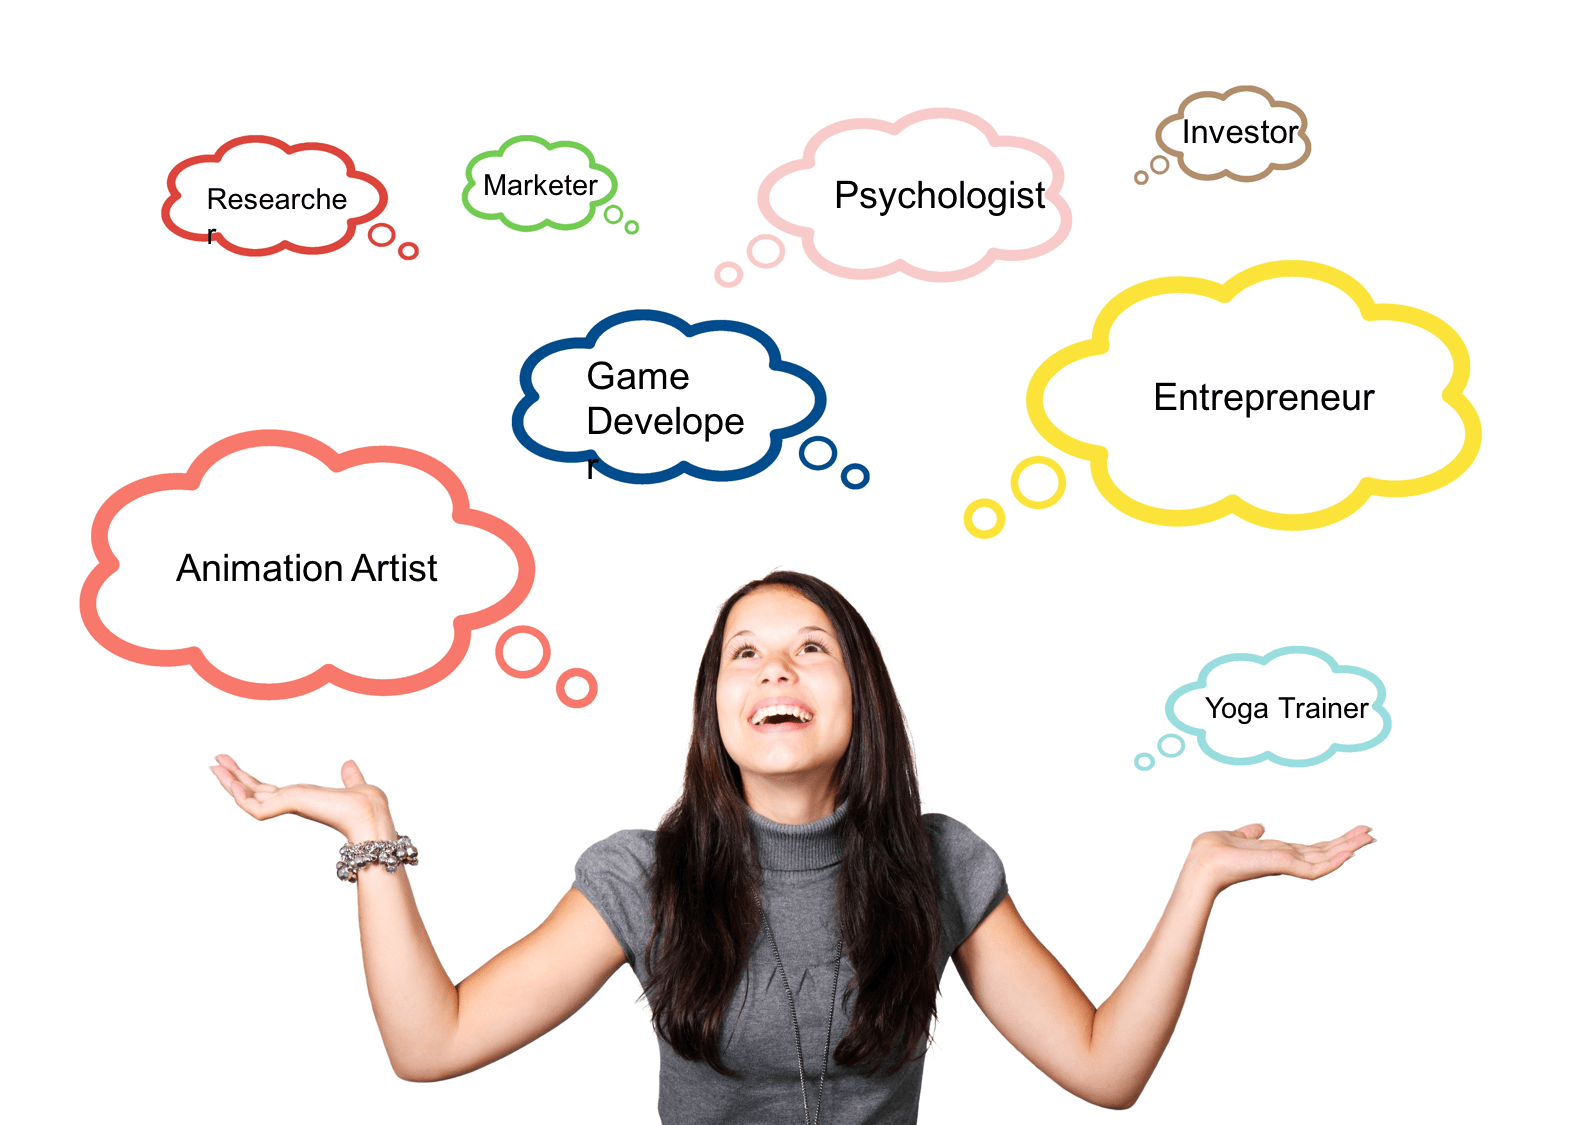 Investor
Researche
r
Marketer
Psychologist
Game
Develope
r
Entrepreneur
Animation Artist
Yoga Trainer